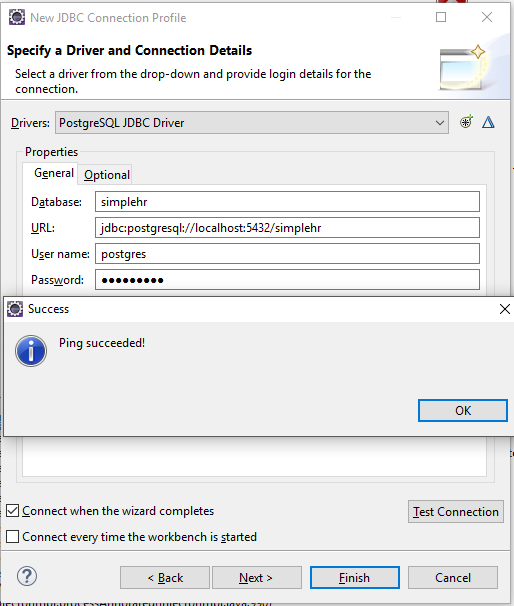 New JDBC Connection Profile
Specify a Driver and Connection Details
Select a driver from the drop-down and provide login details for the
connection.
Drivers: PostgreSQL JDBC Driver
Properties
General Optional
Database: simplehr
URL: jdbc:postgresql://localhost:5432/simplehr
User name: postgres
Password: ●●●●●●●●●
Success
Ping succeeded!
OK
Connect when the wizard completes
Test Connection
Connect every time the workbench is started
? < Back Next > Finish Cancel